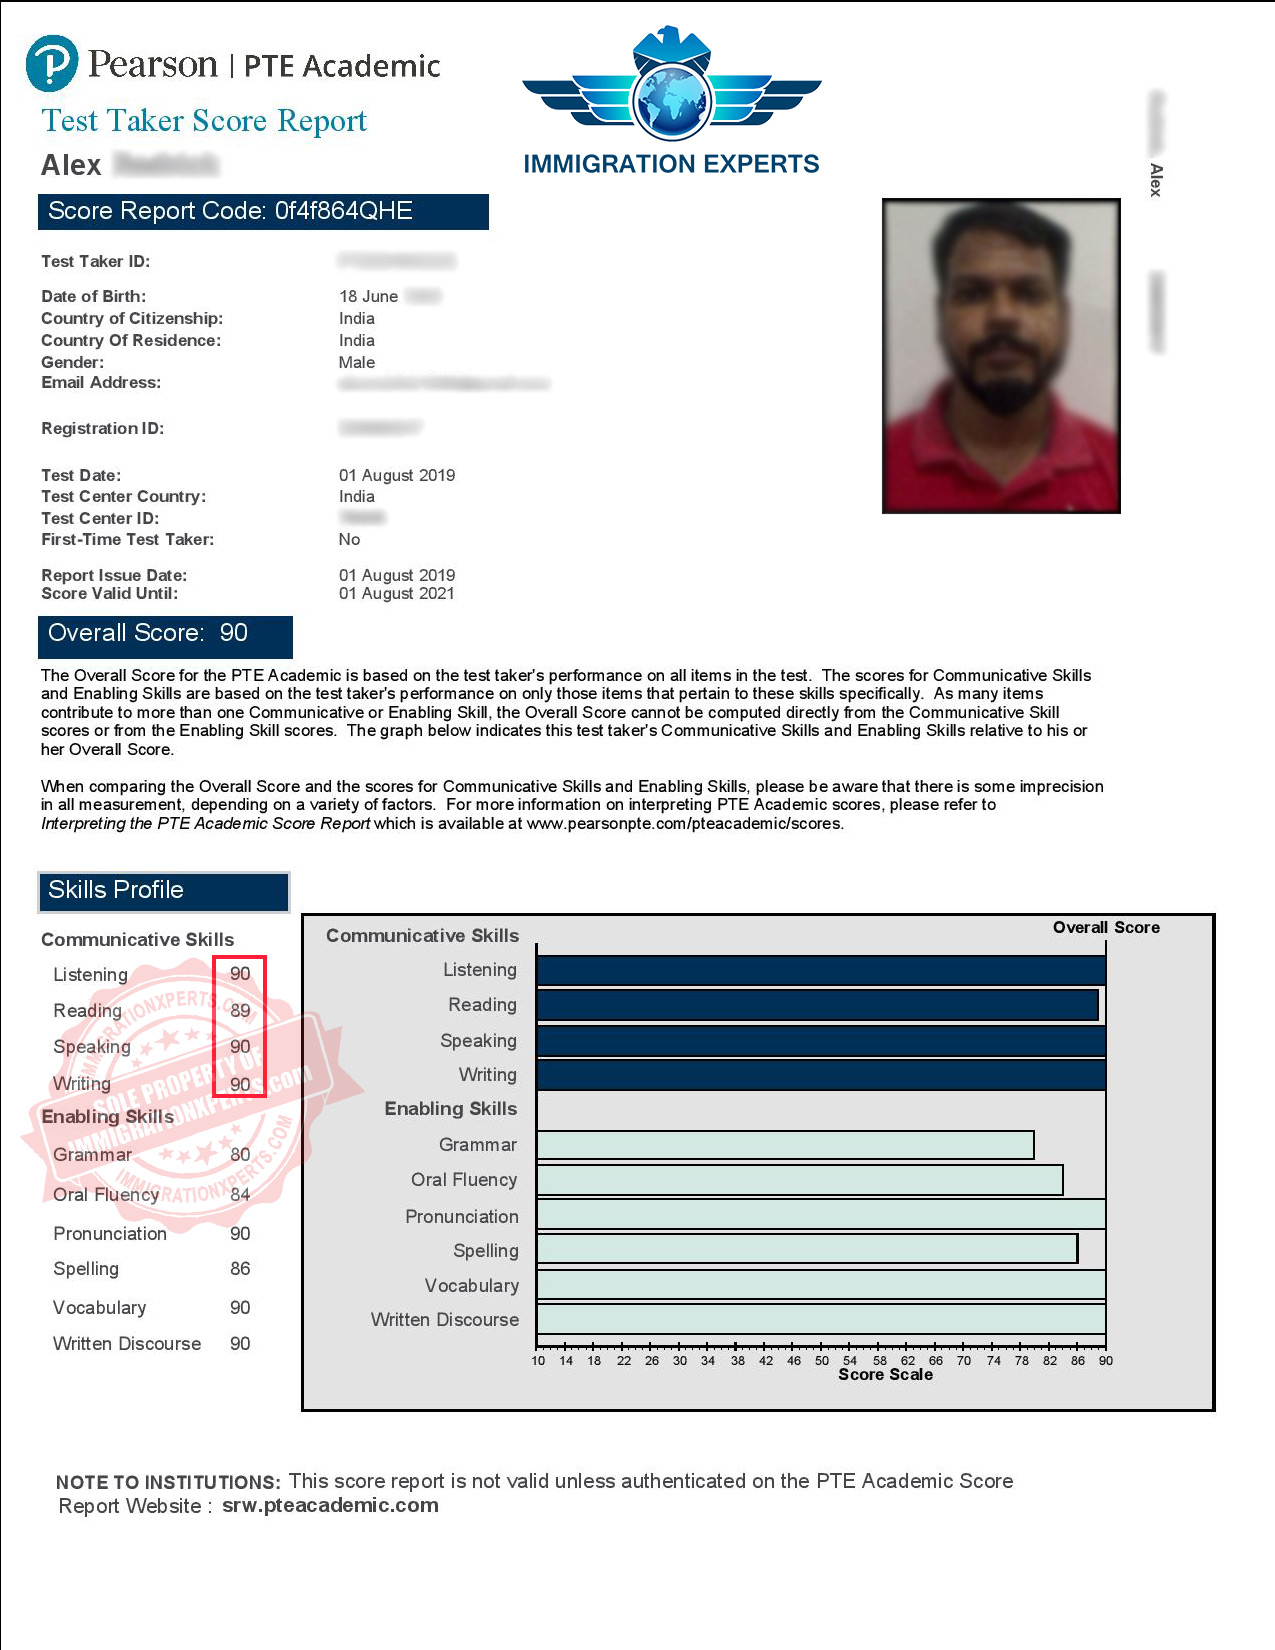 Pearson | PTE Academic
Test Taker Score Report
Alex
IMMIGRATION EXPERTS
Alex
Score Report Code: 0f4f864QHE
Test Taker ID:
Date of Birth: 18 June
Country of Citizenship: India
Country Of Residence: India
Gender: Male
Email Address:
Registration ID:
Test Date: 01 August 2019
Test Center Country: India
Test Center ID:
First-Time Test Taker: No
Report Issue Date: 01 August 2019
Score Valid Until: 01 August 2021
Overall Score: 90
The Overall Score for the PTE Academic is based on the test taker's performance on all items in the test. The scores for Communicative Skills
and Enabling Skills are based on the test taker's performance on only those items that pertain to these skills specifically. As many items
contribute to more than one Communicative or Enabling Skill, the Overall Score cannot be computed directly from the Communicative Skill
scores or from the Enabling Skill scores. The graph below indicates this test taker's Communicative Skills and Enabling Skills relative to his or
her Overall Score.
When comparing the Overall Score and the scores for Communicative Skills and Enabling Skills, please be aware that there is some imprecision
in all measurement, depending on a variety of factors. For more information on interpreting PTE Academic scores, please refer to
Interpreting the PTE Academic Score Report which is available at www.pearsonpte.com/pteacademic/scores.
Skills Profile
Communicative Skills
Listening 90
Reading 89
Speaking 90
Writing 90
Enabling Skills
Grammar 80
Oral Fluency 84
Pronunciation 90
Spelling 86
Vocabulary 90
Written Discourse 90
IMMIGRATIONXPERTS.COM
SOLE PROPERTY OF
IMMIGRATIONXPERTS.com
IMMIGRATIONXPERTS.COM
Overall Score
Communicative Skills
Listening
Reading
Speaking
Writing
Enabling Skills
Grammar
Oral Fluency
Pronunciation
Spelling
Vocabulary
Written Discourse
10 14 18 22 26 30 34 38 42 46 50 54 58 62 66 70 74 78 82 86 90
Score Scale
NOTE TO INSTITUTIONS: This score report is not valid unless authenticated on the PTE Academic Score
Report Website : srw.pteacademic.com